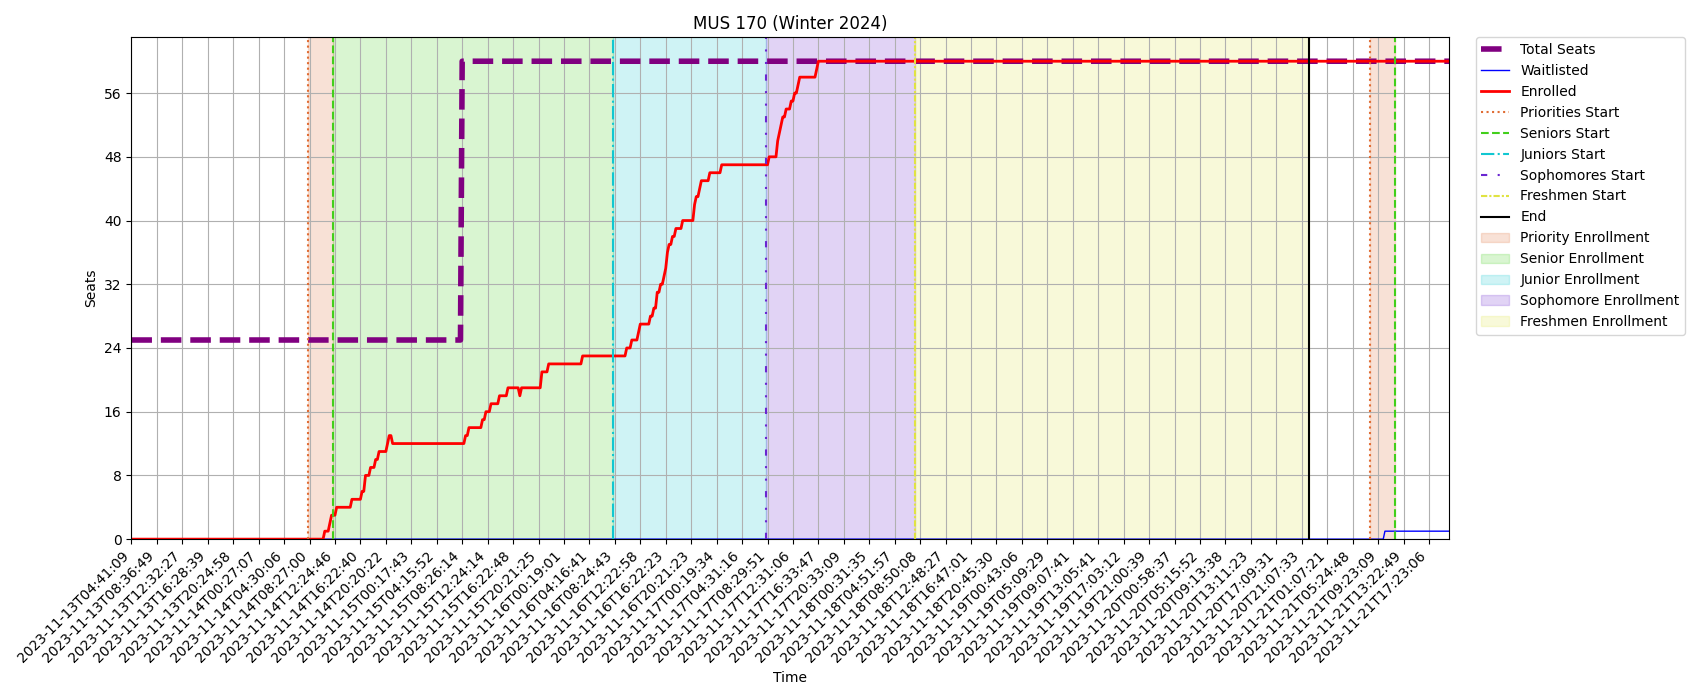 MUS 170 (Winter 2024)
Seats
56
48
40
32
24
16
8
0
2023-11-13T04:41:09
2023-11-13T08:36:49
2023-11-13T12:32:27
2023-11-13T16:28:39
2023-11-13T20:24:58
2023-11-14T00:27:07
2023-11-14T04:30:06
2023-11-14T08:27:00
2023-11-14T12:24:46
2023-11-14T16:22:40
2023-11-14T20:20:22
2023-11-15T00:17:43
2023-11-15T04:15:52
2023-11-15T08:26:14
2023-11-15T12:24:14
2023-11-15T16:22:48
2023-11-15T20:21:25
2023-11-16T00:19:01
2023-11-16T04:16:41
2023-11-16T08:24:43
2023-11-16T12:22:58
2023-11-16T16:22:23
2023-11-16T20:21:23
2023-11-17T00:19:34
2023-11-17T04:31:16
2023-11-17T08:29:51
2023-11-17T12:31:06
2023-11-17T16:33:47
2023-11-17T20:33:09
2023-11-18T00:31:35
2023-11-18T04:51:57
2023-11-18T08:50:08
2023-11-18T12:48:27
2023-11-18T16:47:01
2023-11-18T20:45:30
2023-11-19T00:43:06
2023-11-19T05:09:29
2023-11-19T09:07:41
2023-11-19T13:05:41
2023-11-19T17:03:12
2023-11-19T21:00:39
2023-11-20T00:58:37
2023-11-20T05:15:52
2023-11-20T09:13:38
2023-11-20T13:11:23
2023-11-20T17:09:31
2023-11-20T21:07:33
2023-11-21T01:07:21
2023-11-21T05:24:48
2023-11-21T09:23:09
2023-11-21T13:22:49
2023-11-21T17:23:06
Time
Total Seats
Waitlisted
Enrolled
Priorities Start
Seniors Start
Juniors Start
Sophomores Start
Freshmen Start
End
Priority Enrollment
Senior Enrollment
Junior Enrollment
Sophomore Enrollment
Freshmen Enrollment